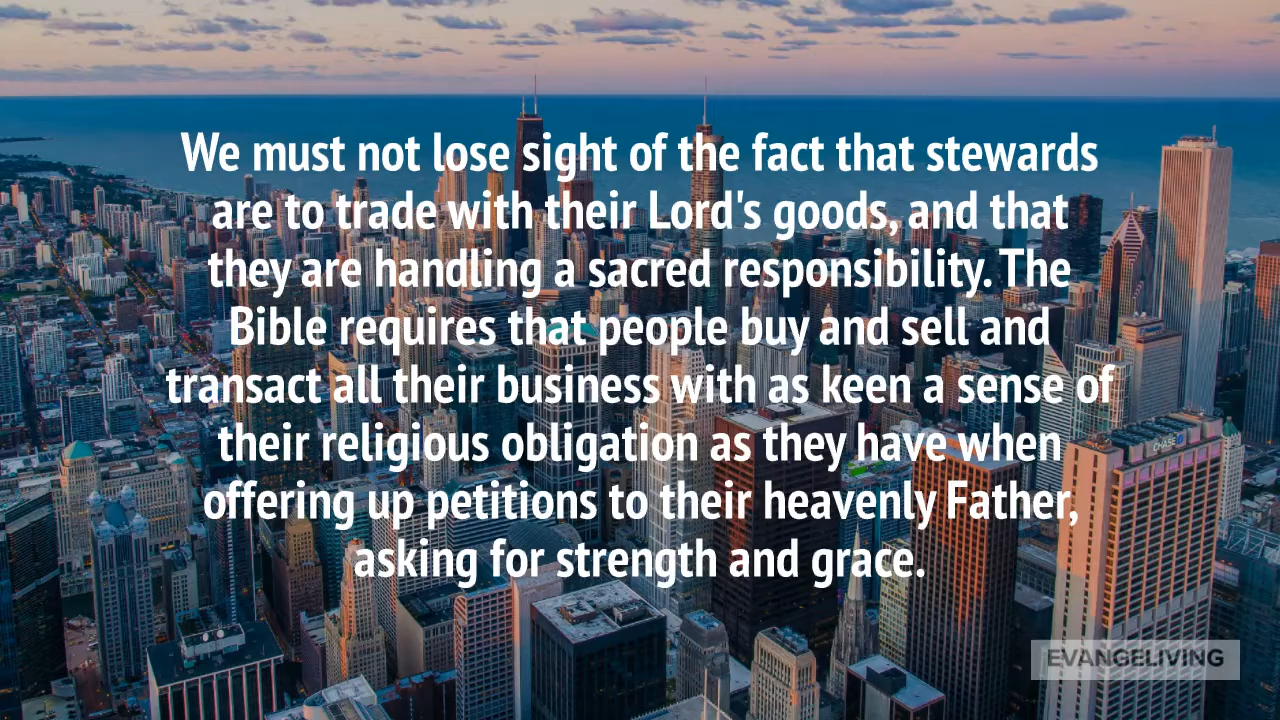 We must not lose sight of the fact that stewards
are to trade with their Lord's goods, and that
they are handling a sacred responsibility. The
Bible requires that people buy and sell and
transact all their business with as keen a sense of
their religious obligation as they have when
offering up petitions to their heavenly Father,
asking for strength and grace.
CHASE
EVANGELIVING